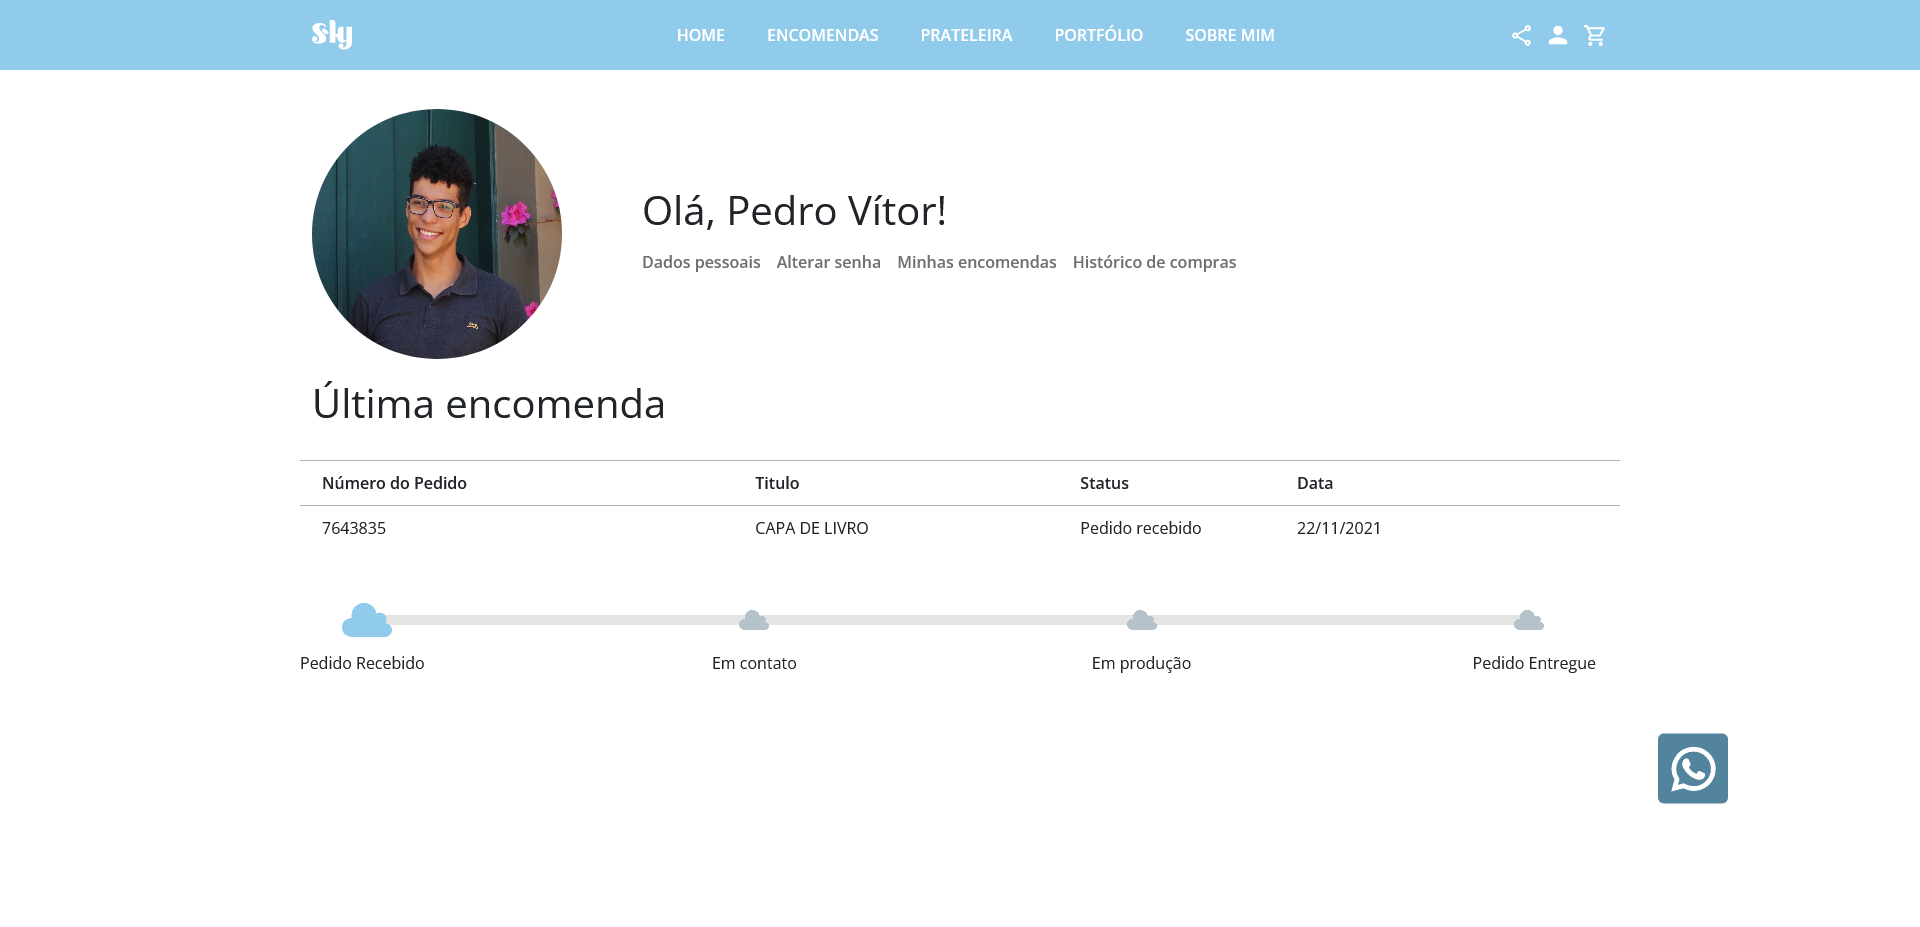 Sky
HOME ENCOMENDAS PRATELEIRA PORTFÓLIO SOBRE MIM
Olá, Pedro Vítor!
Dados pessoais Alterar senha Minhas encomendas Histórico de compras
Última encomenda
Número do Pedido Titulo Status Data
7643835 CAPA DE LIVRO Pedido recebido 22/11/2021
Pedido Recebido Em contato Em produção Pedido Entregue